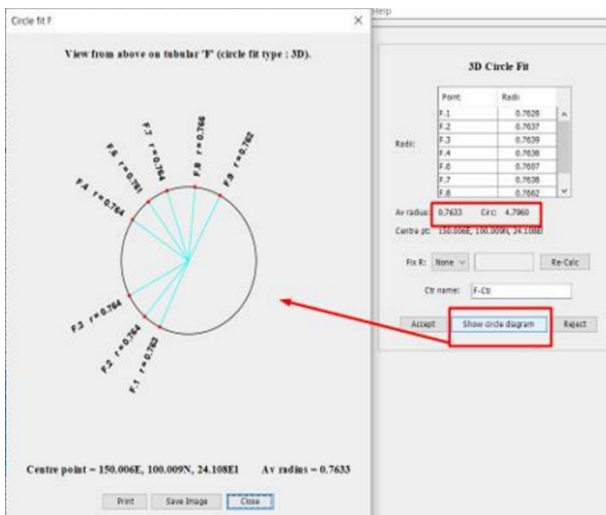 Circle fit F
Help
View from above on tubular 'F' (circle fit type : 3D).
F.4 r=0.764
F.6 r=0.761
F.7 r=0.764
F.8 r=0.766
F.9 r=0.762
F.3 r=0.764
F.2 r=0.764
F.1 r=0.763
Centre point = 150.006E, 100.009N, 24.108El Av radius = 0.7633
Print Save Image Close
3D Circle Fit
Radii:
Point Radii
F.1 0.7628
F.2 0.7637
F.3 0.7639
F.4 0.7638
F.6 0.7607
F.7 0.7638
F.8 0.7662
Av radius: 0.7633 Circ: 4.7960
Centre pt: 150.006E, 100.009N, 24.108El
Fix R: None Re-Calc
Ctr name: F-Ctr
Accept Show circle diagram Reject